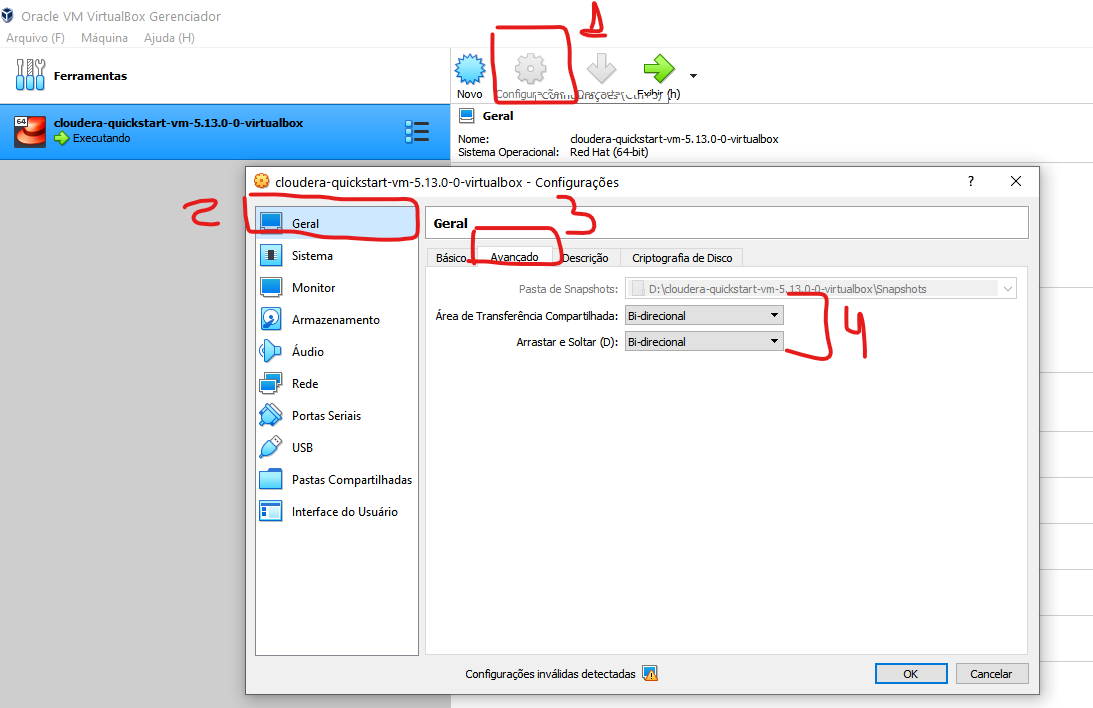 Oracle VM VirtualBox Gerenciador
Arquivo (F) Máquina Ajuda (H)
1
Ferramentas
Novo Configurações Descartar Exibir (h)
64
cloudera-quickstart-vm-5.13.0-0-virtualbox
Executando
Geral
Nome: cloudera-quickstart-vm-5.13.0-0-virtualbox
Sistema Operacional: Red Hat (64-bit)
cloudera-quickstart-vm-5.13.0-0-virtualbox - Configurações ?
2
Geral
Sistema
Monitor
Armazenamento
Áudio
Rede
Portas Seriais
USB
Pastas Compartilhadas
Interface do Usuário
3
Geral
Básico Avançado Descrição Criptografia de Disco
Pasta de Snapshots: D:\cloudera-quickstart-vm-5.13.0-0-virtualbox\Snapshots
Área de Transferência Compartilhada: Bi-direcional
Arrastar e Soltar (D): Bi-direcional
4
Configurações inválidas detectadas
OK Cancelar